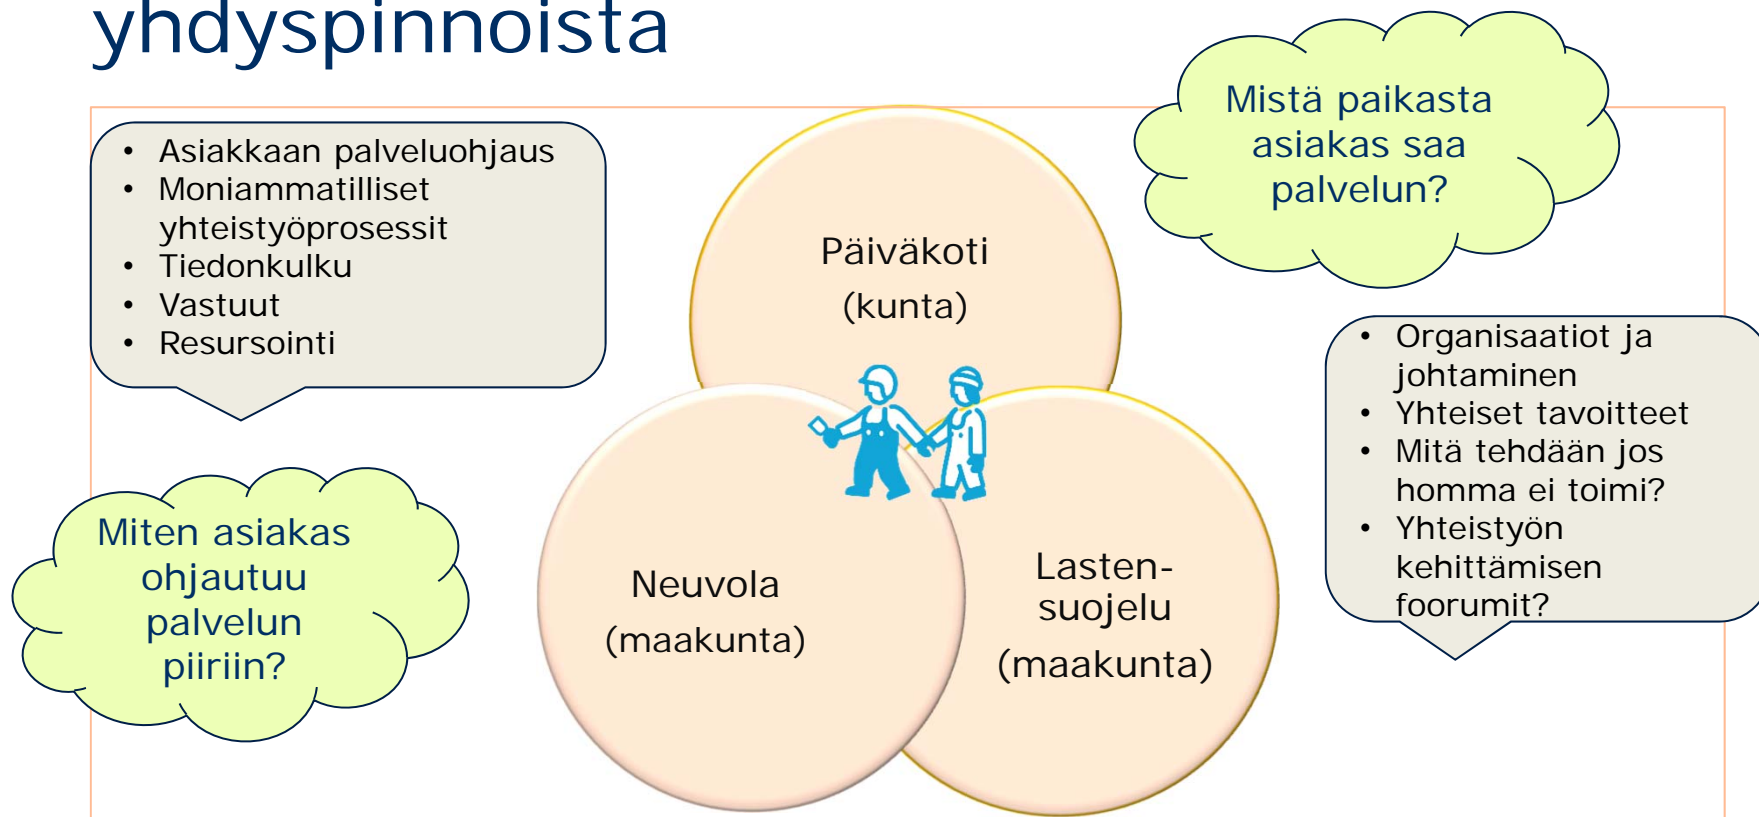 yhdyspinnoista
• Asiakkaan palveluohjaus
• Moniammatilliset
yhteistyöprosessit
• Tiedonkulku
• Vastuut
• Resursointi
Mistä paikasta
asiakas saa
palvelun?
Päiväkoti
(kunta)
• Organisaatiot ja
johtaminen
• Yhteiset tavoitteet
• Mitä tehdään jos
homma ei toimi?
• Yhteistyön
kehittämisen
foorumit?
Miten asiakas
ohjautuu
palvelun
piiriin?
Neuvola
(maakunta)
Lasten-
suojelu
(maakunta)